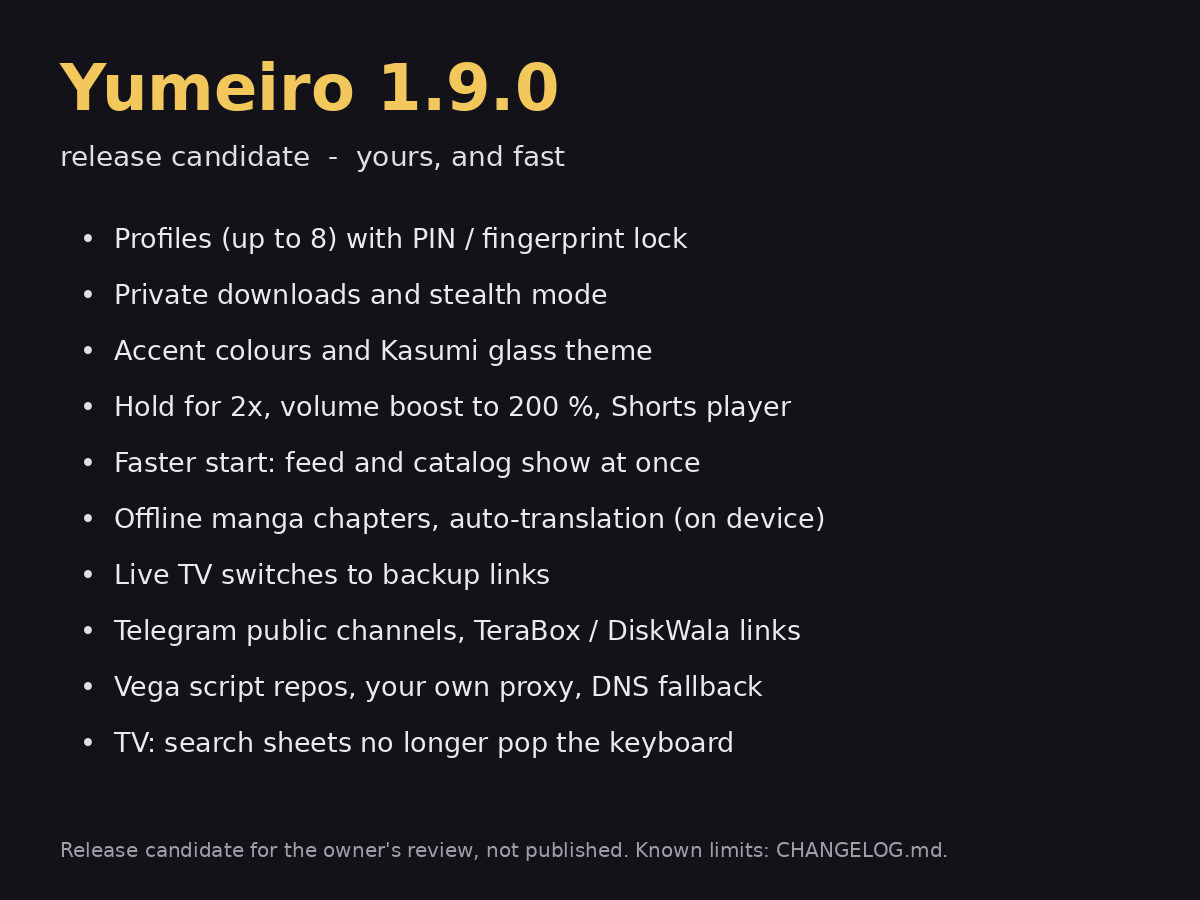 Yumeiro 1.9.0
release candidate - yours, and fast
• Profiles (up to 8) with PIN / fingerprint lock
• Private downloads and stealth mode
• Accent colours and Kasumi glass theme
• Hold for 2x, volume boost to 200 %, Shorts player
• Faster start: feed and catalog show at once
• Offline manga chapters, auto-translation (on device)
• Live TV switches to backup links
• Telegram public channels, TeraBox / DiskWala links
• Vega script repos, your own proxy, DNS fallback
• TV: search sheets no longer pop the keyboard
Release candidate for the owner's review, not published. Known limits: CHANGELOG.md.